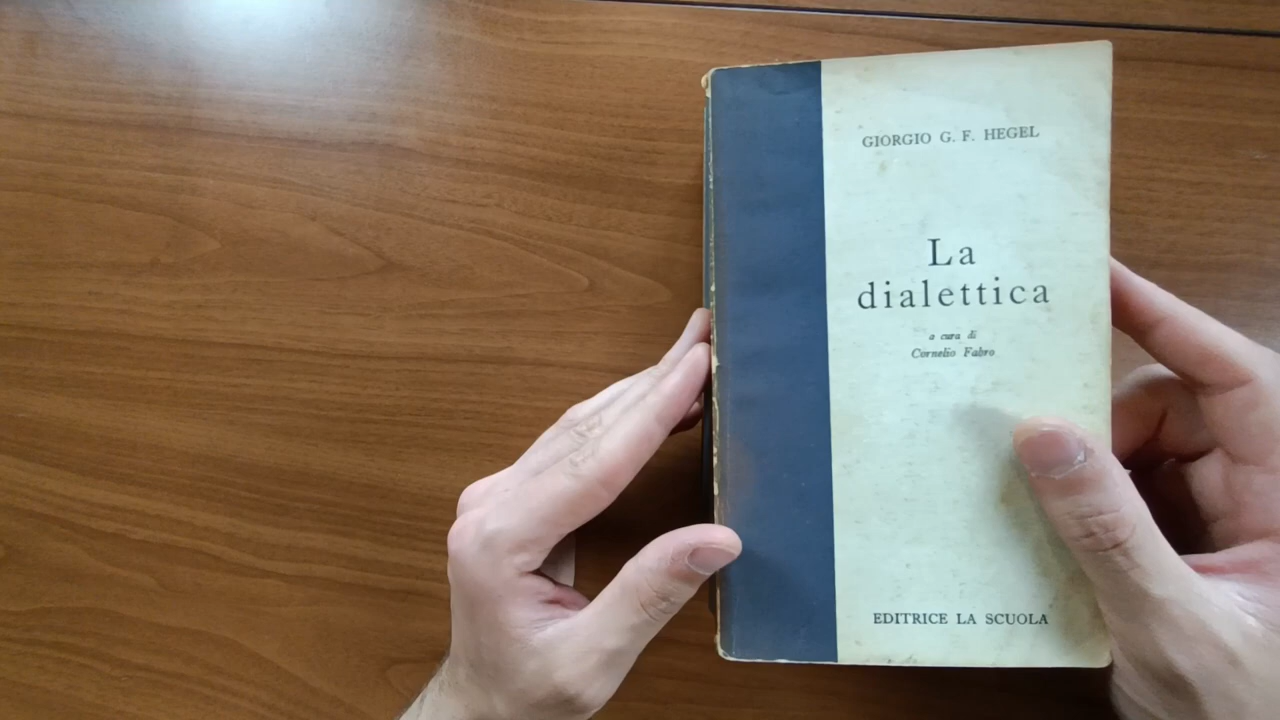 GIORGIO G. F. HEGEL
La
dialettica
a cura di
Cornelio Fabro
EDITRICE LA SCUOLA